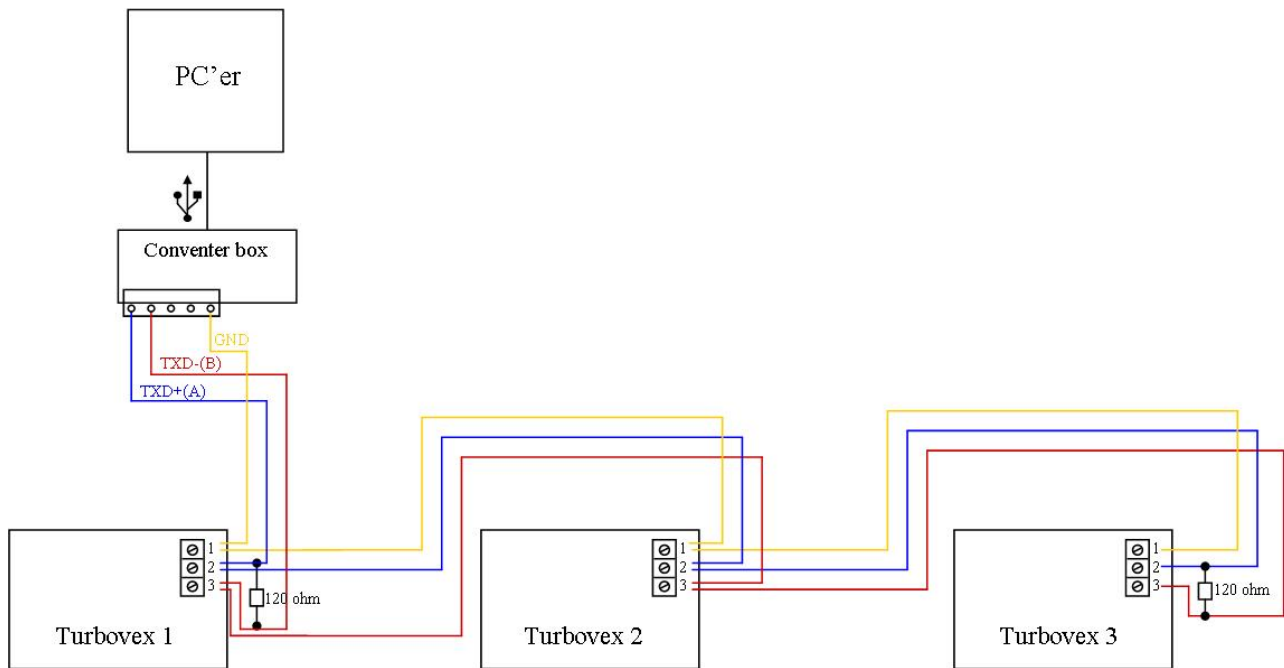 PC’er
Conventer box
GND
TXD-(B)
TXD+(A)
1
2
3
120 ohm
Turbovex 1
1
2
3
Turbovex 2
1
2
3
120 ohm
Turbovex 3